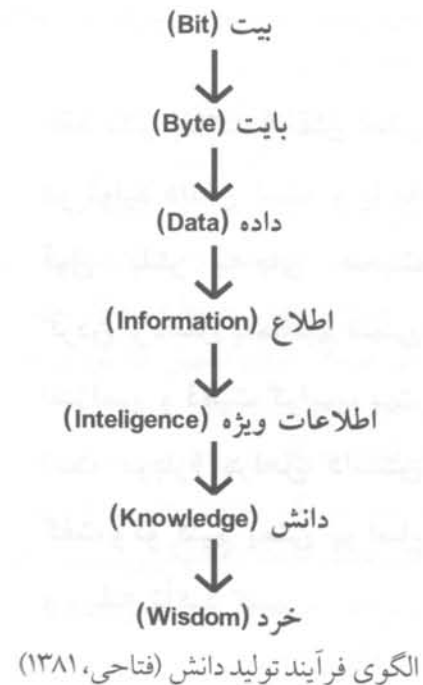 بیت (Bit)
بایت (Byte)
داده (Data)
اطلاع (Information)
اطلاعات ویژه (Inteligence)
دانش (Knowledge)
خرد (Wisdom)
الگوی فرآیند تولید دانش (فتاحی، ۱۳۸۱)